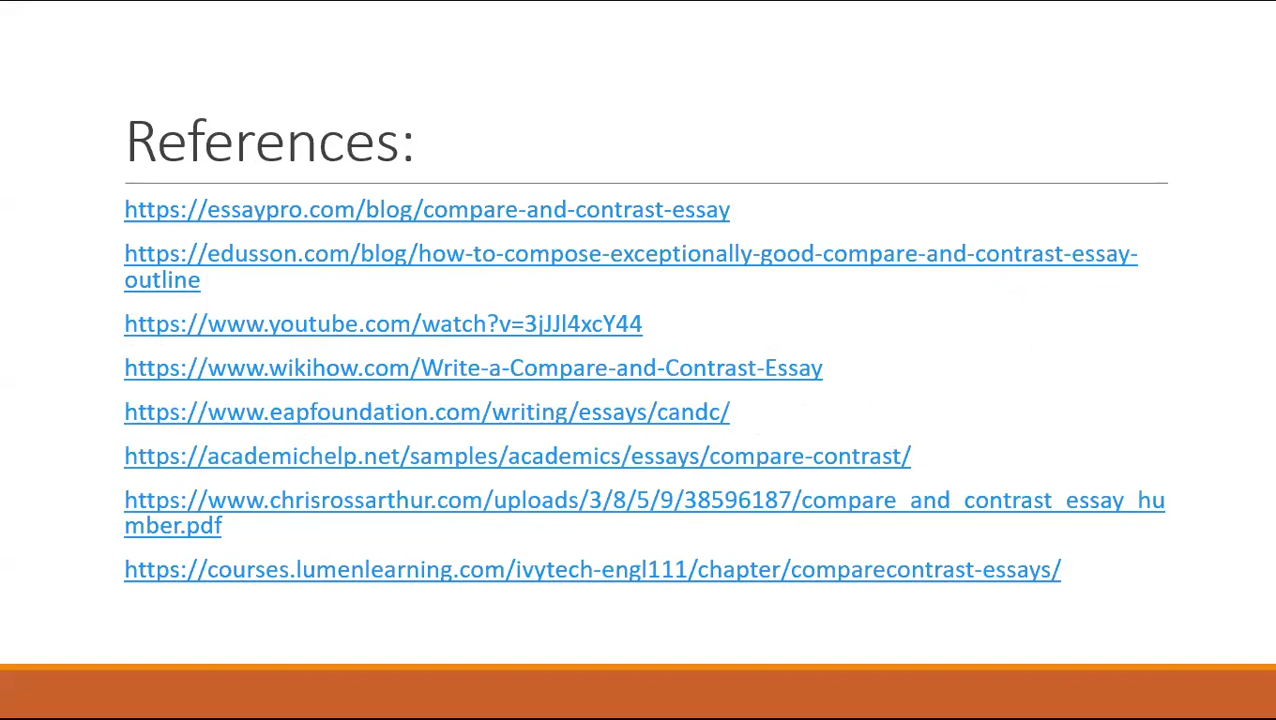 References:
https://essaypro.com/blog/compare-and-contrast-essay
https://edusson.com/blog/how-to-compose-exceptionally-good-compare-and-contrast-essay-
outline
https://www.youtube.com/watch?v=3jJJl4xcY44
https://www.wikihow.com/Write-a-Compare-and-Contrast-Essay
https://www.eapfoundation.com/writing/essays/candc/
https://academichelp.net/samples/academics/essays/compare-contrast/
https://www.chrisrossarthur.com/uploads/3/8/5/9/38596187/compare_and_contrast_essay_hu
mber.pdf
https://courses.lumenlearning.com/ivytech-engl111/chapter/comparecontrast-essays/